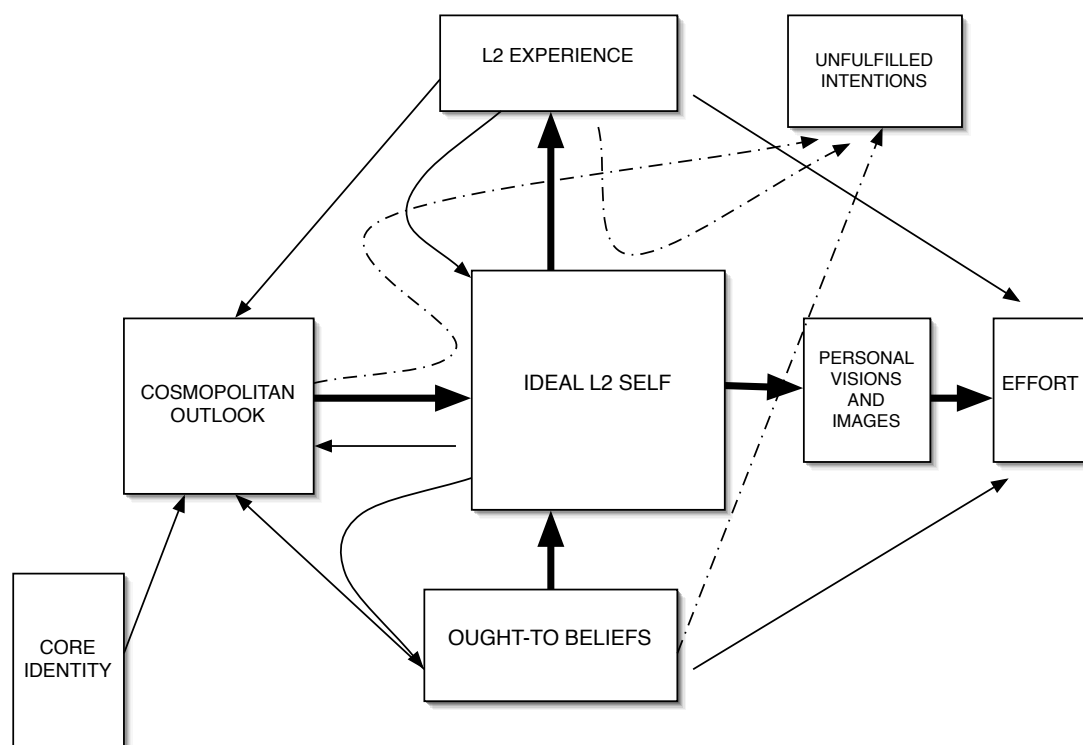 L2 EXPERIENCE
UNFULFILLED
INTENTIONS
COSMOPOLITAN
OUTLOOK
IDEAL L2 SELF
PERSONAL
VISIONS
AND
IMAGES
EFFORT
CORE
IDENTITY
OUGHT-TO BELIEFS